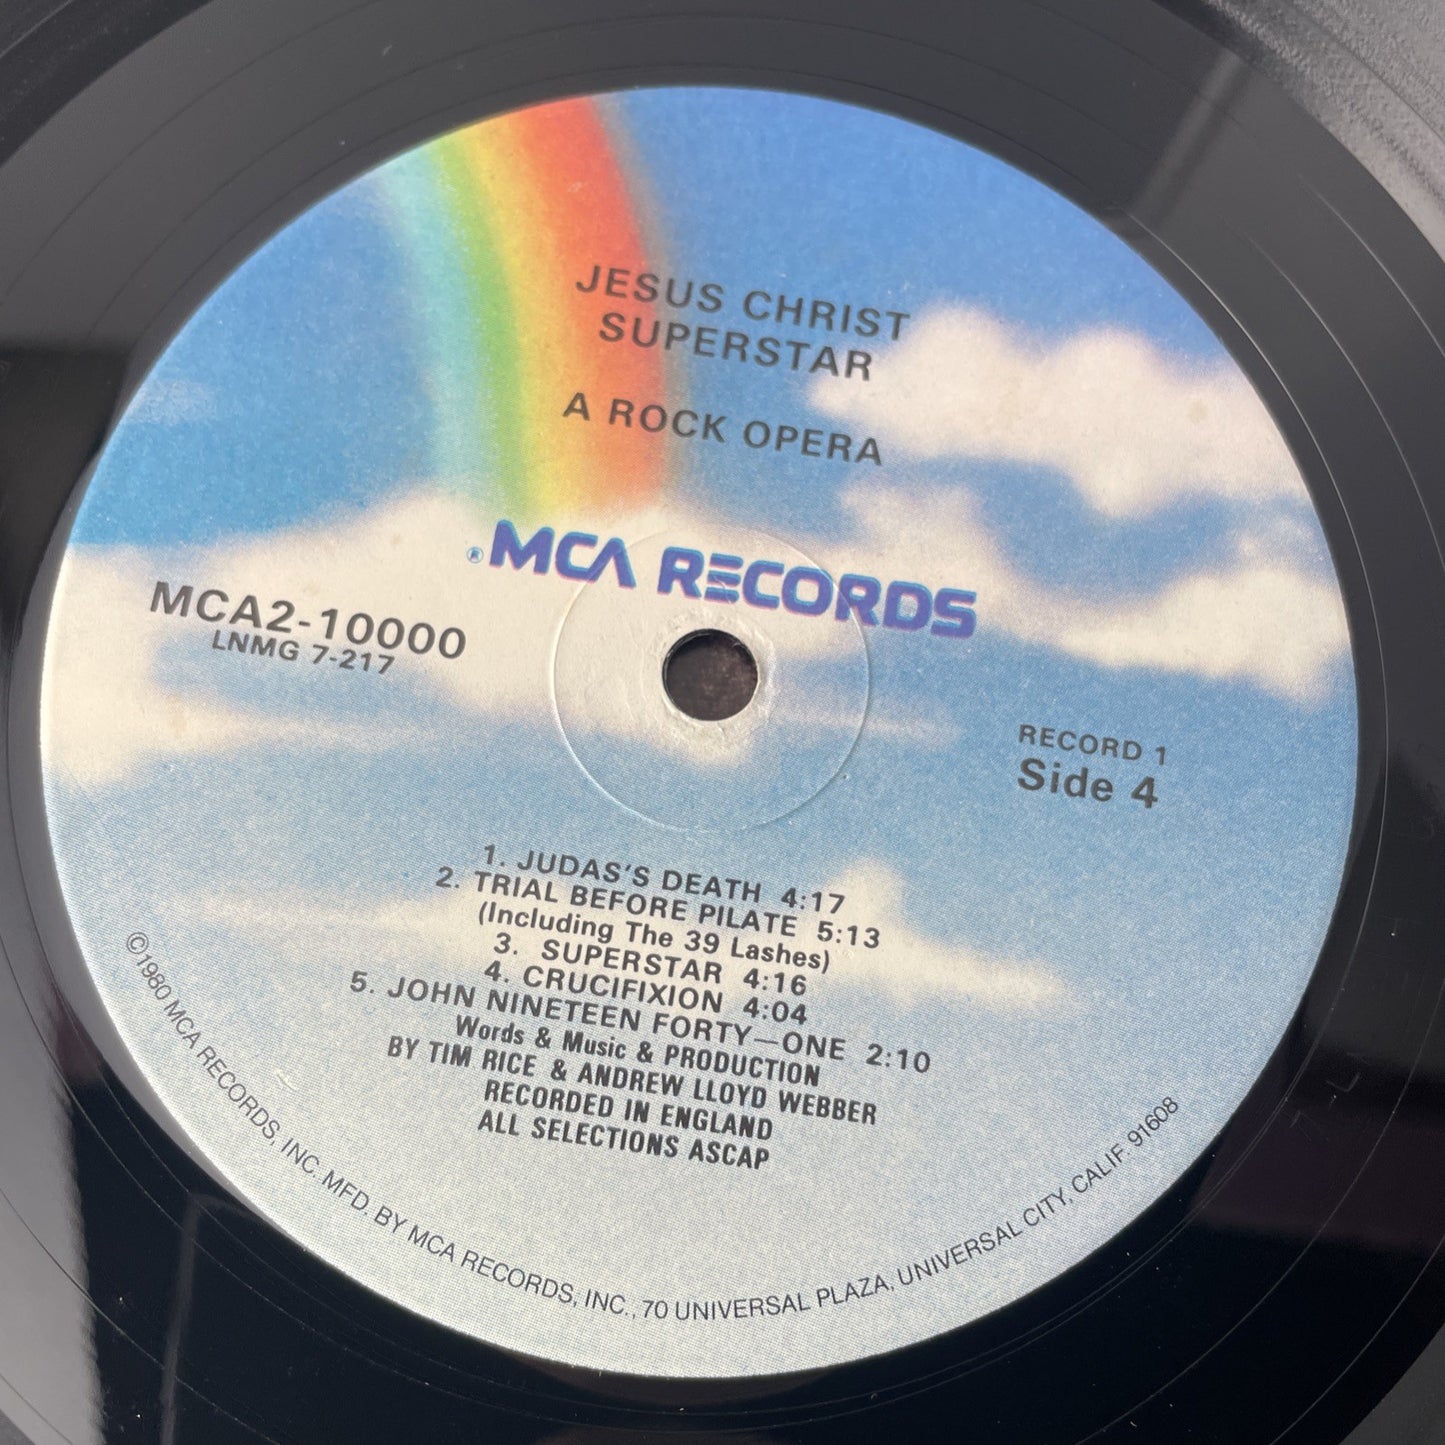 JESUS CHRIST
SUPERSTAR
A ROCK OPERA
® MCA RECORDS
MCA2-10000
LNMG 7-217
RECORD 1
Side 4
1. JUDAS'S DEATH 4:17
2. TRIAL BEFORE PILATE 5:13
(Including The 39 Lashes)
3. SUPERSTAR 4:16
4. CRUCIFIXION 4:04
5. JOHN NINETEEN FORTY—ONE 2:10
Words & Music & PRODUCTION
BY TIM RICE & ANDREW LLOYD WEBBER
RECORDED IN ENGLAND
ALL SELECTIONS ASCAP
©1980 MCA RECORDS, INC. MFD. BY MCA RECORDS, INC., 70 UNIVERSAL PLAZA, UNIVERSAL CITY, CALIF. 91608